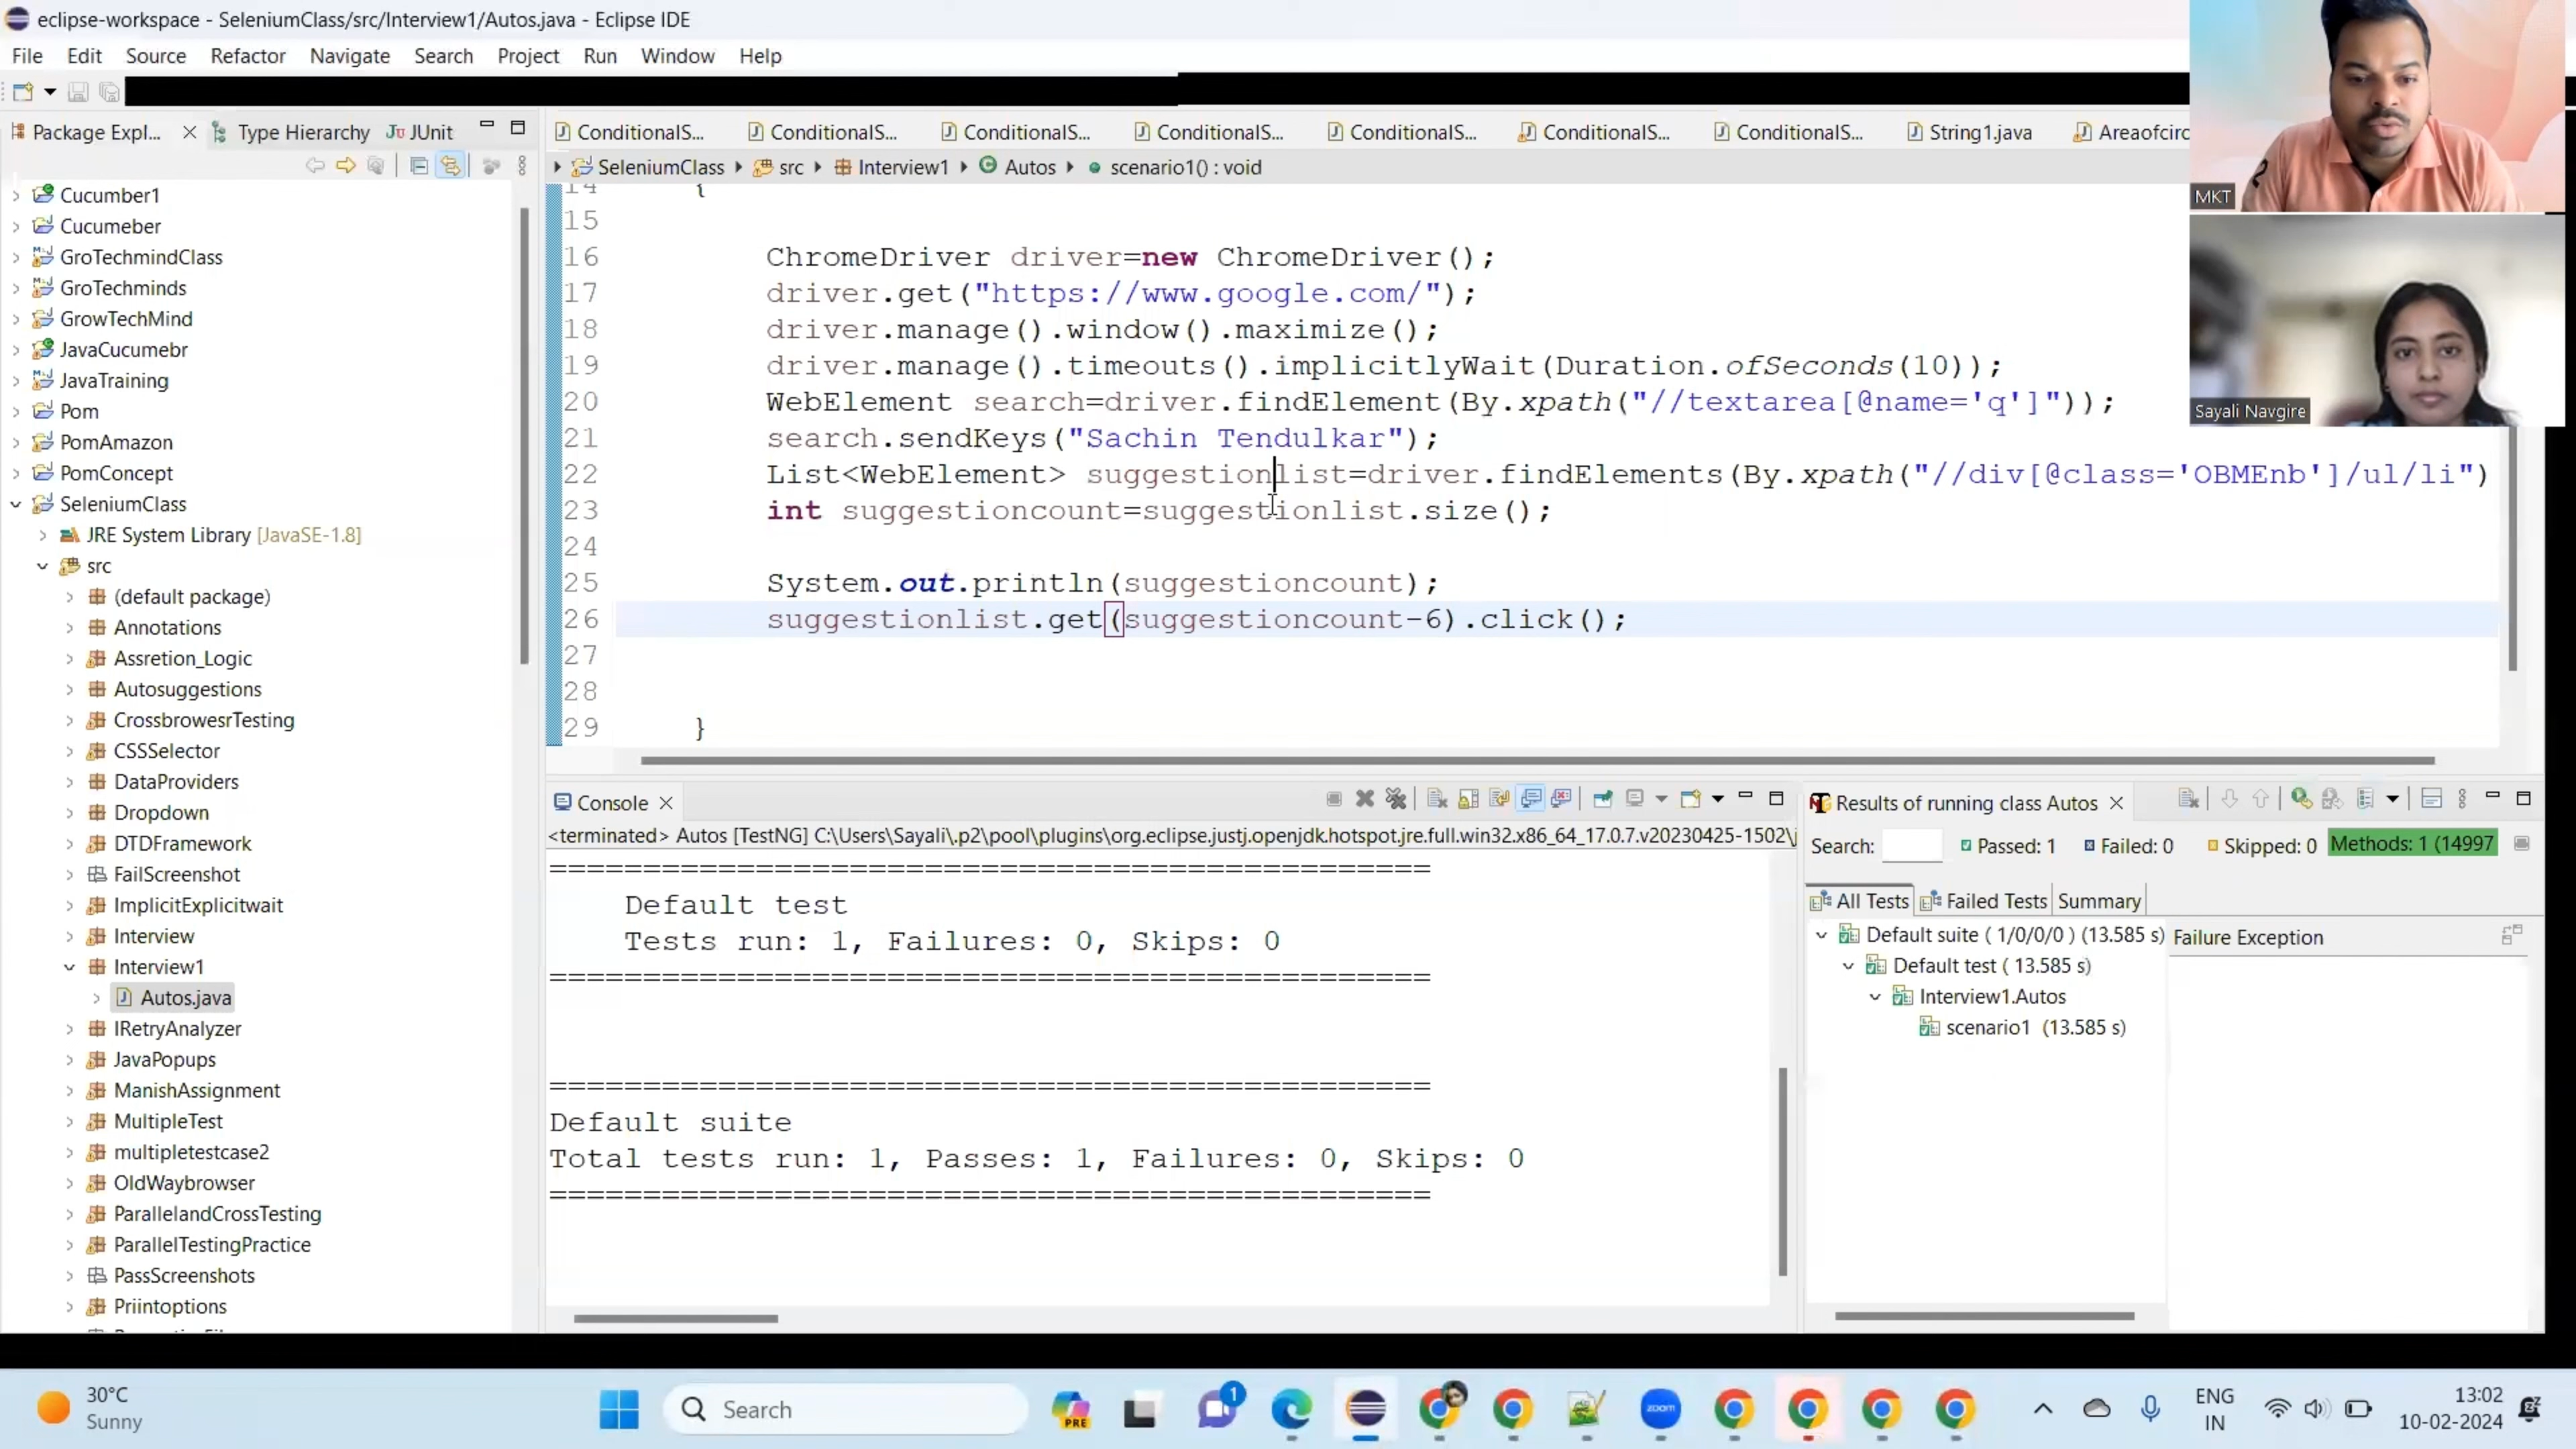 eclipse-workspace - SeleniumClass/src/Interview1/Autos.java - Eclipse IDE
File Edit Source Refactor Navigate Search Project Run Window Help
Package Expl... Type Hierarchy JUnit
ConditionalS... ConditionalS... ConditionalS... ConditionalS... ConditionalS... ConditionalS... ConditionalS... String1.java Areaofcirc
SeleniumClass src Interview1 Autos scenario1() : void
Cucumber1
Cucumeber
GroTechmindClass
GroTechminds
GrowTechMind
JavaCucumebr
JavaTraining
Pom
PomAmazon
PomConcept
SeleniumClass
JRE System Library [JavaSE-1.8]
src
(default package)
Annotations
Assretion_Logic
Autosuggestions
CrossbrowesrTesting
CSSSelector
DataProviders
Dropdown
DTDFramework
FailScreenshot
ImplicitExplicitwait
Interview
Interview1
Autos.java
IRetryAnalyzer
JavaPopups
ManishAssignment
MultipleTest
multipletestcase2
OldWaybrowser
ParallelandCrossTesting
ParallelTestingPractice
PassScreenshots
Priintoptions
14 {
15
16 ChromeDriver driver=new ChromeDriver();
17 driver.get("https://www.google.com/");
18 driver.manage().window().maximize();
19 driver.manage().timeouts().implicitlyWait(Duration.ofSeconds(10));
20 WebElement search=driver.findElement(By.xpath("//textarea[@name='q']"));
21 search.sendKeys("Sachin Tendulkar");
22 List<WebElement> suggestionlist=driver.findElements(By.xpath("//div[@class='OBMEnb']/ul/li")
23 int suggestioncount=suggestionlist.size();
24
25 System.out.println(suggestioncount);
26 suggestionlist.get(suggestioncount-6).click();
27
28
29 }
MKT
Sayali Navgire
Console
<terminated> Autos [TestNG] C:\Users\Sayali\.p2\pool\plugins\org.eclipse.justj.openjdk.hotspot.jre.full.win32.x86_64_17.0.7.v20230425-1502\j
===============================================
Default test
Tests run: 1, Failures: 0, Skips: 0
===============================================
===============================================
Default suite
Total tests run: 1, Passes: 1, Failures: 0, Skips: 0
===============================================
Results of running class Autos
Search: Passed: 1 Failed: 0 Skipped: 0 Methods: 1 (14997
All Tests Failed Tests Summary
Default suite ( 1/0/0/0 ) (13.585 s)
Default test ( 13.585 s)
Interview1.Autos
scenario1 (13.585 s)
Failure Exception
30°C
Sunny
Search
PRE
1
zoom
ENG
IN
13:02
10-02-2024